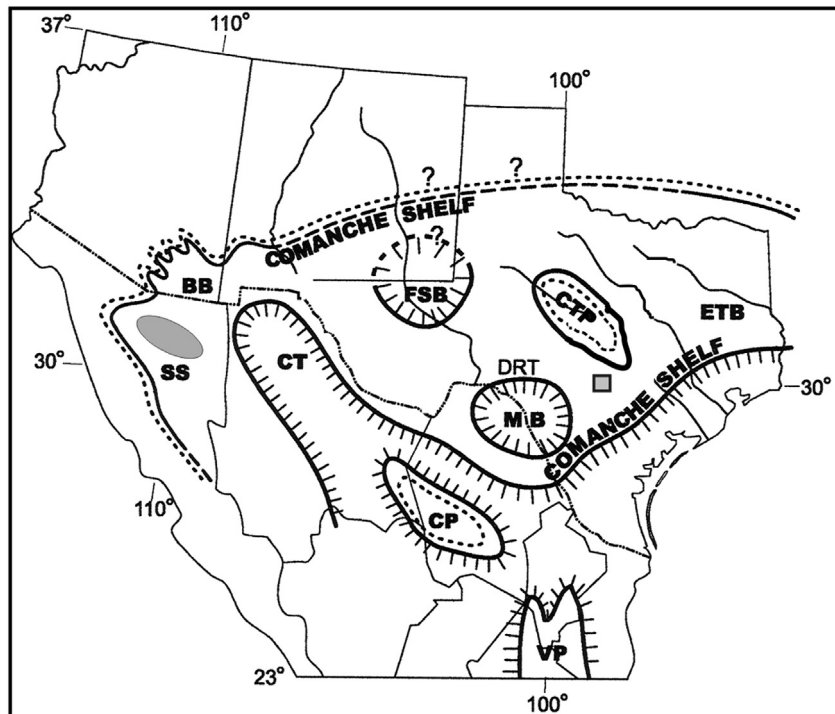 37°
110°
100°
?
?
COMANCHE SHELF
?
BB
FSB
CTP
ETB
30°
SS
CT
DRT
30°
MB
COMANCHE SHELF
110°
CP
VP
23°
100°